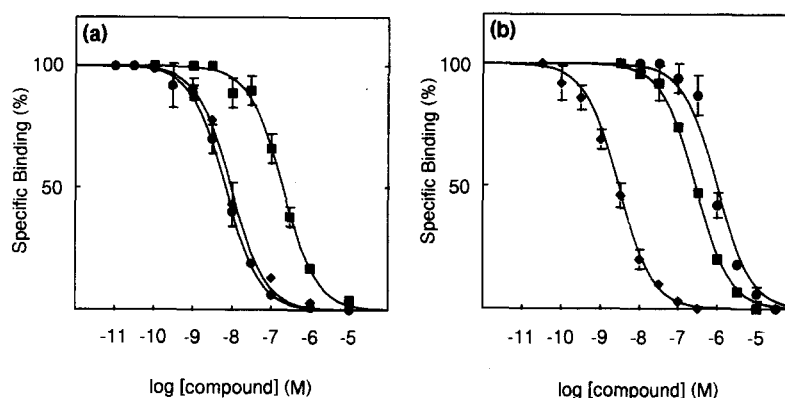 (a)
Specific Binding (%)
100
50
-11 -10 -9 -8 -7 -6 -5
log [compound] (M)
(b)
Specific Binding (%)
100
50
-11 -10 -9 -8 -7 -6 -5
log [compound] (M)